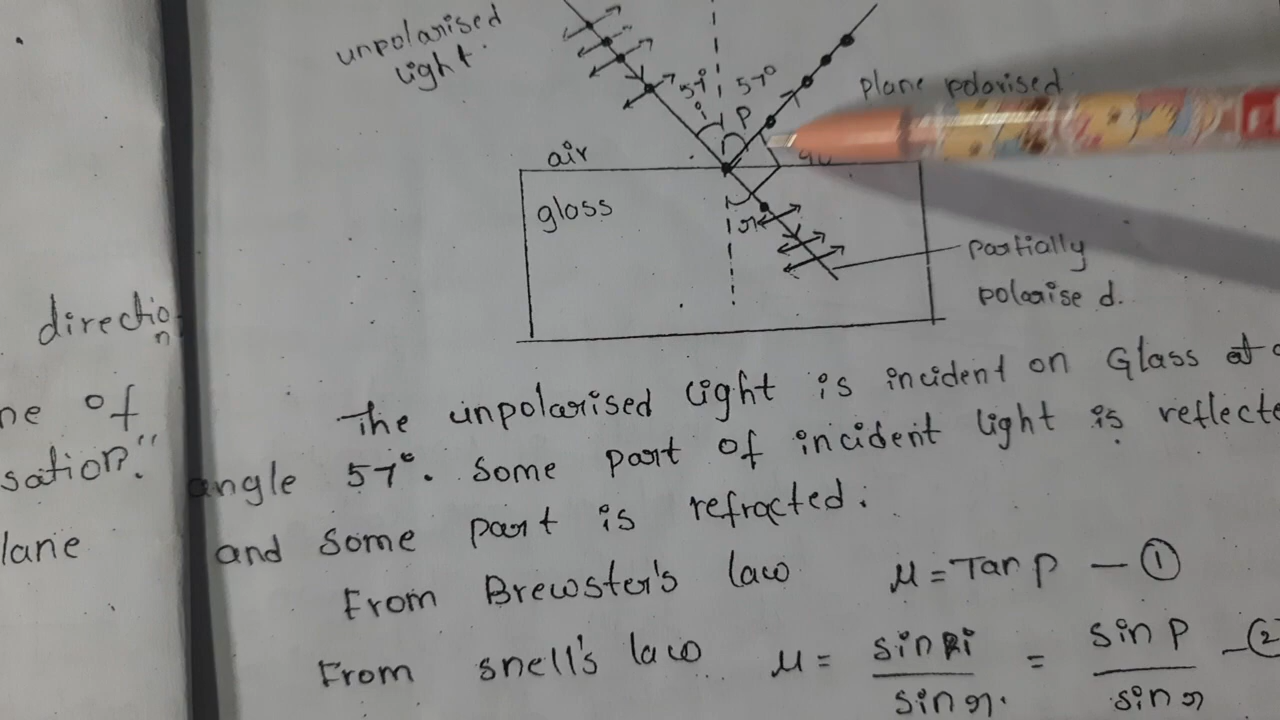 unpolarised
light.
57° 57°
i P
plane polarised
air
glass
r
partially
polarised.
directio
n
ne of
sation."
lane
The unpolarised light is incident on Glass at
angle 57°. Some part of incident light is reflecte
and some part is refracted.
From Brewster's law μ = Tan p — ①
From snell's law μ = sin i / sin r = sin p / sin r — ②